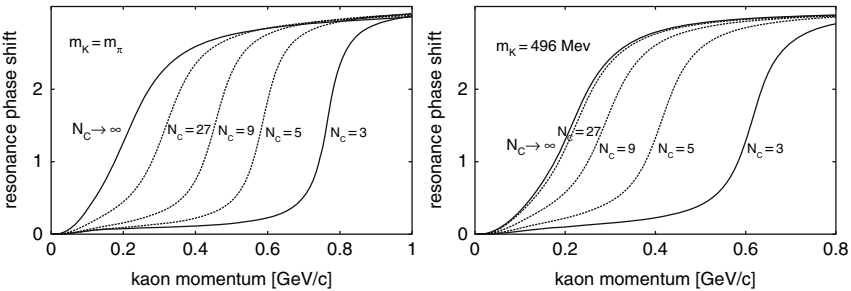 resonance phase shift
2
1
0
m_K = m_π
N_C → ∞
N_C = 27
N_C = 9
N_C = 5
N_C = 3
0 0.2 0.4 0.6 0.8 1
kaon momentum [GeV/c]
resonance phase shift
2
1
0
m_K = 496 Mev
N_C → ∞
N_C = 27
N_C = 9
N_C = 5
N_C = 3
0 0.2 0.4 0.6 0.8
kaon momentum [GeV/c]